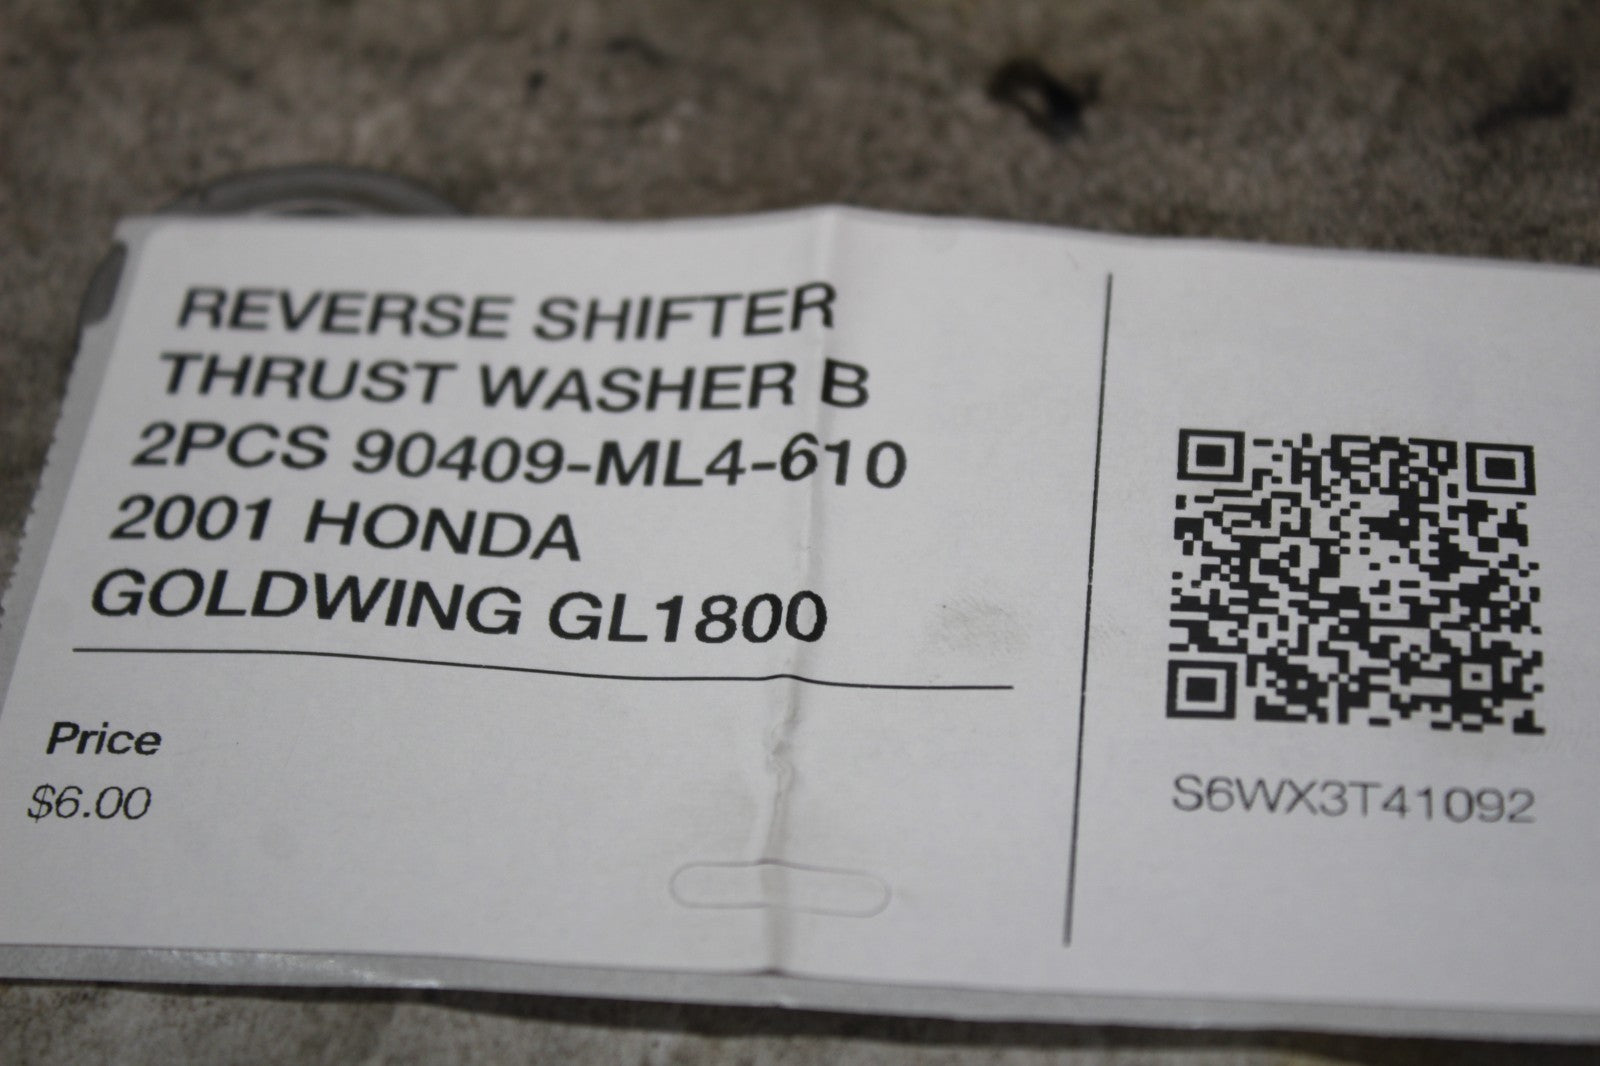 REVERSE SHIFTER
THRUST WASHER B
2PCS 90409-ML4-610
2001 HONDA
GOLDWING GL1800
Price
$6.00
S6WX3T41092